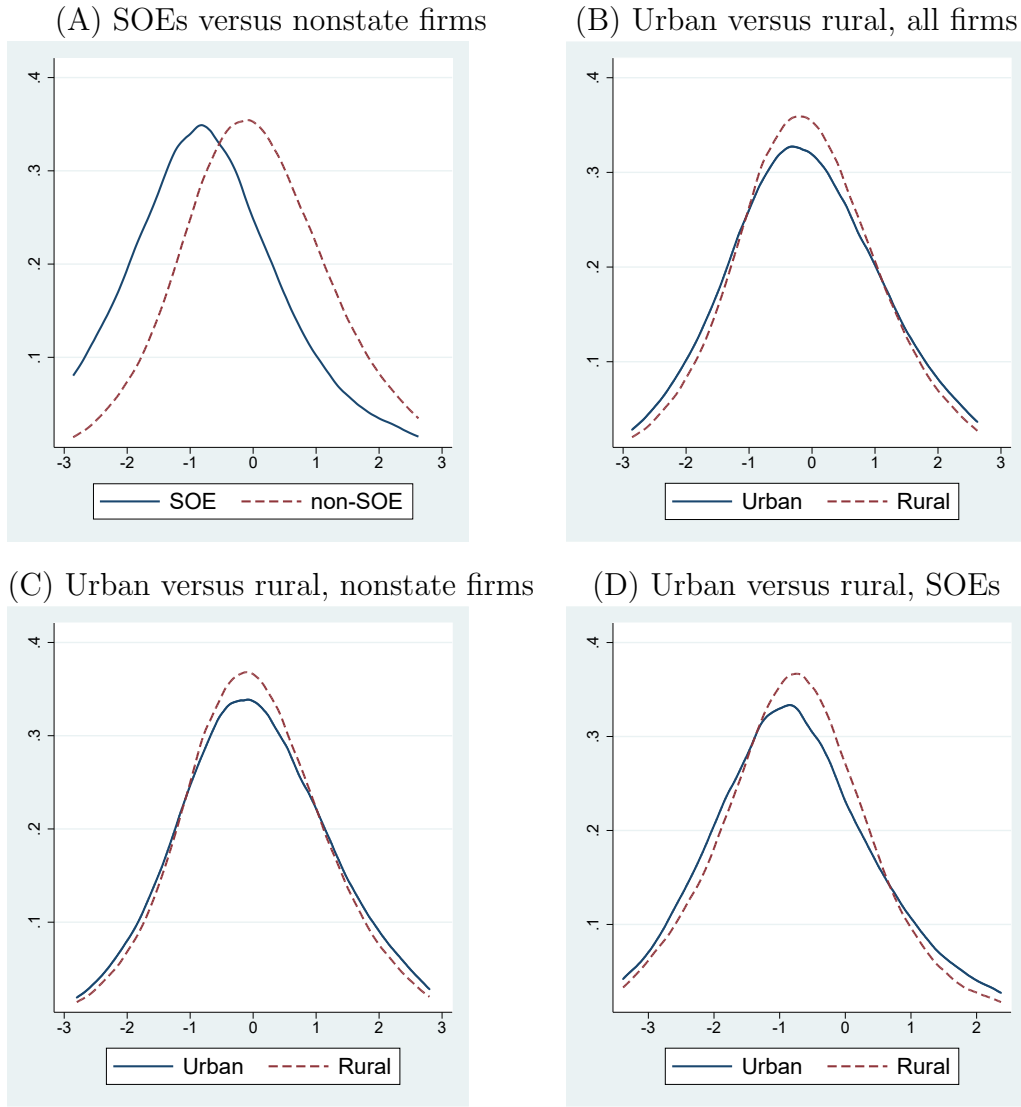 (A) SOEs versus nonstate firms
.4
.3
.2
.1
-3 -2 -1 0 1 2 3
SOE non-SOE
(B) Urban versus rural, all firms
.4
.3
.2
.1
-3 -2 -1 0 1 2 3
Urban Rural
(C) Urban versus rural, nonstate firms
.4
.3
.2
.1
-3 -2 -1 0 1 2 3
Urban Rural
(D) Urban versus rural, SOEs
.4
.3
.2
.1
-3 -2 -1 0 1 2
Urban Rural